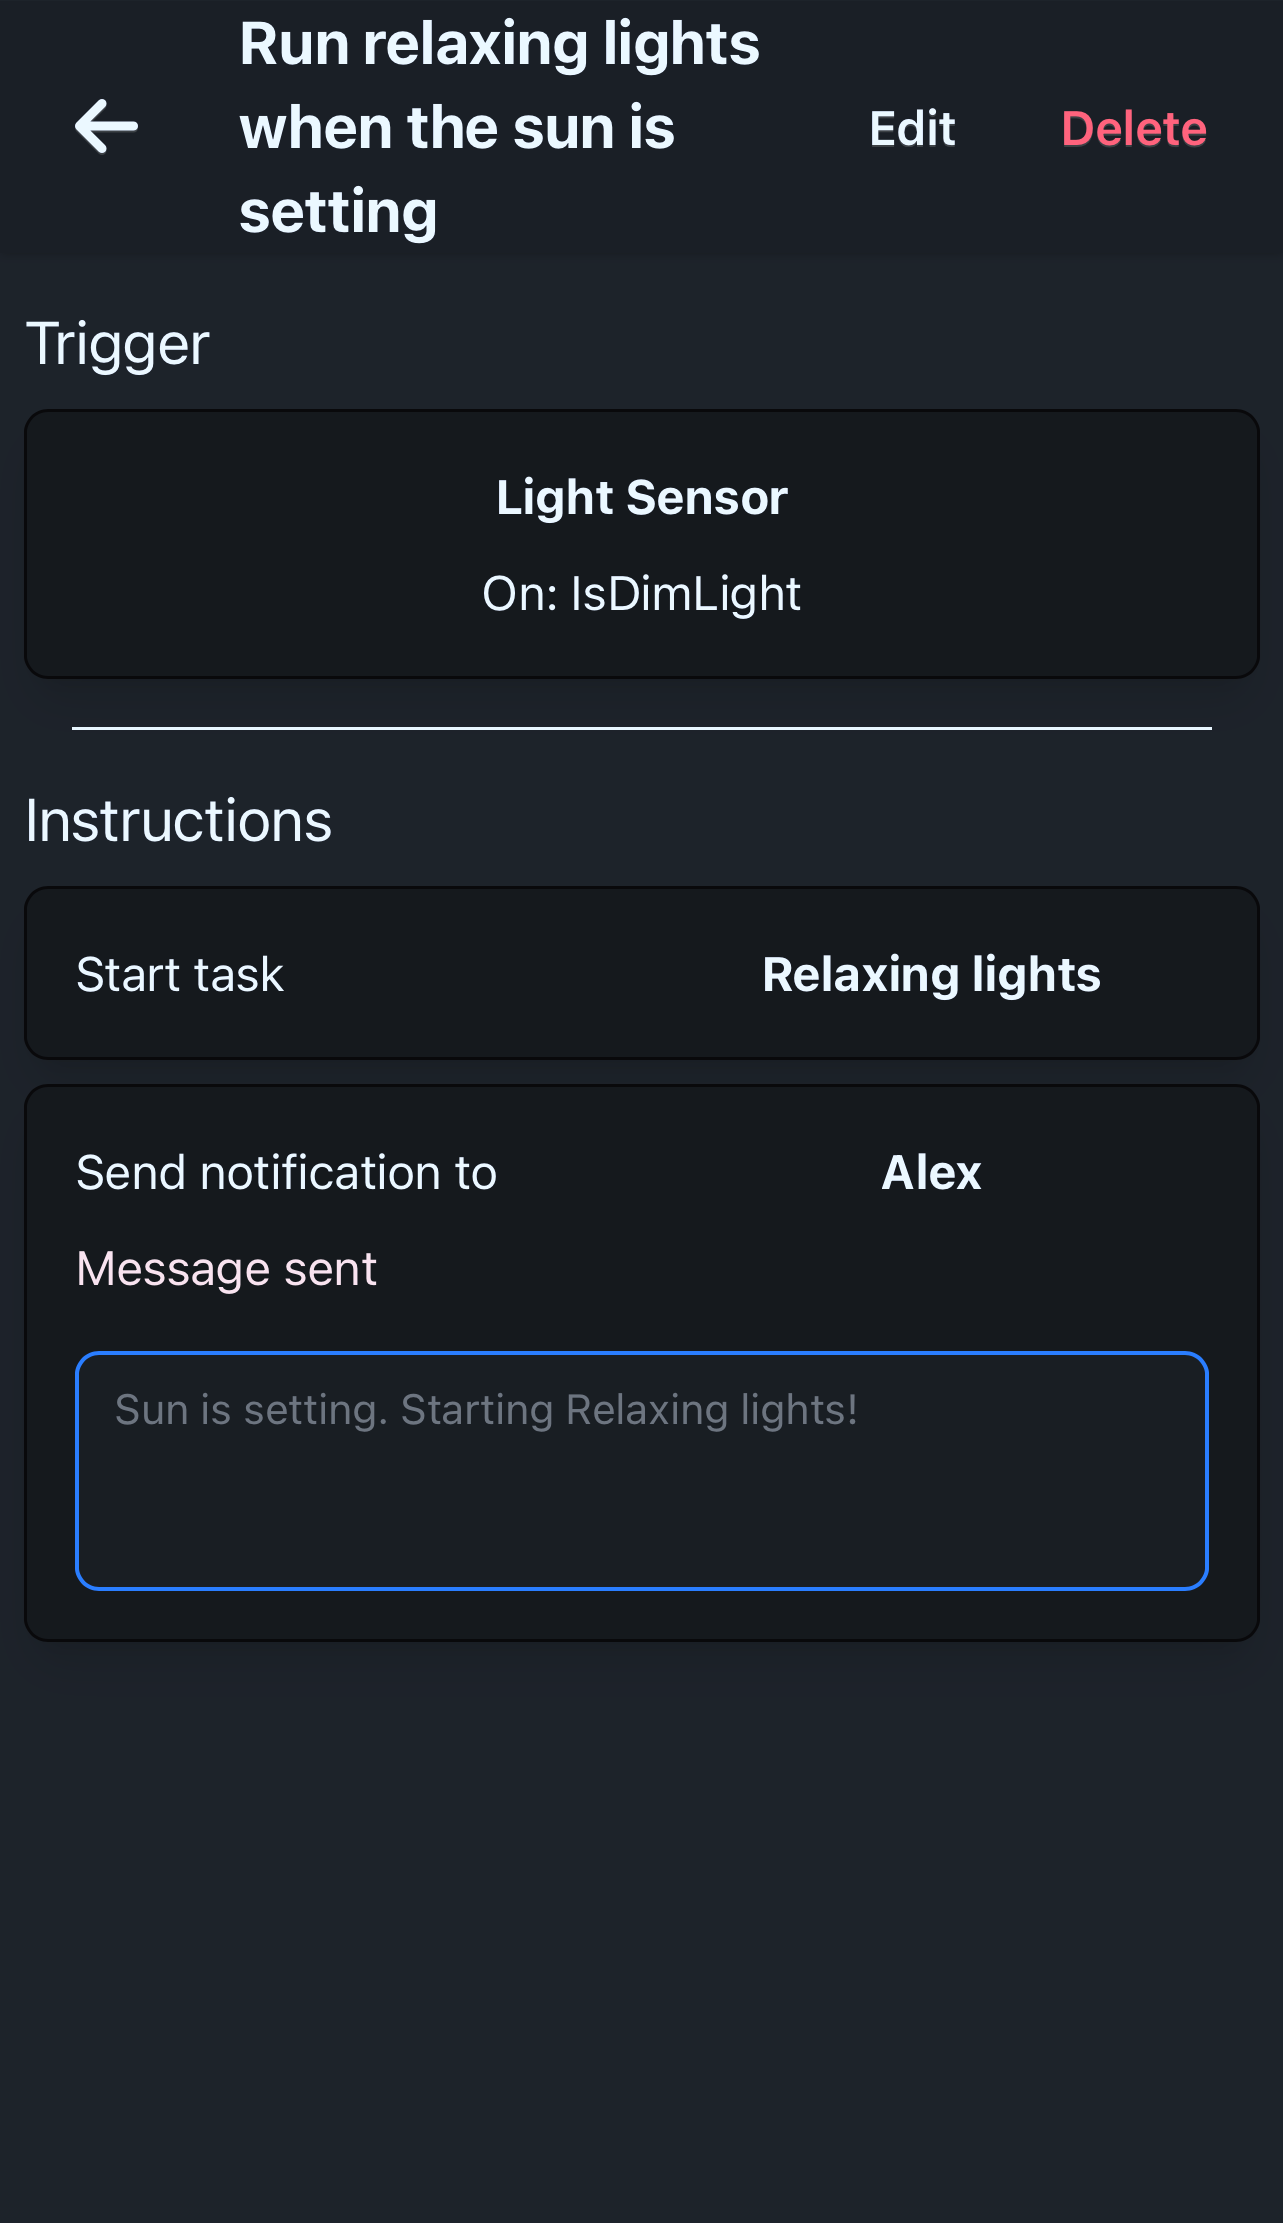 Run relaxing lights
when the sun is
setting
Edit
Delete
Trigger
Light Sensor
On: IsDimLight
Instructions
Start task
Relaxing lights
Send notification to
Alex
Message sent
Sun is setting. Starting Relaxing lights!